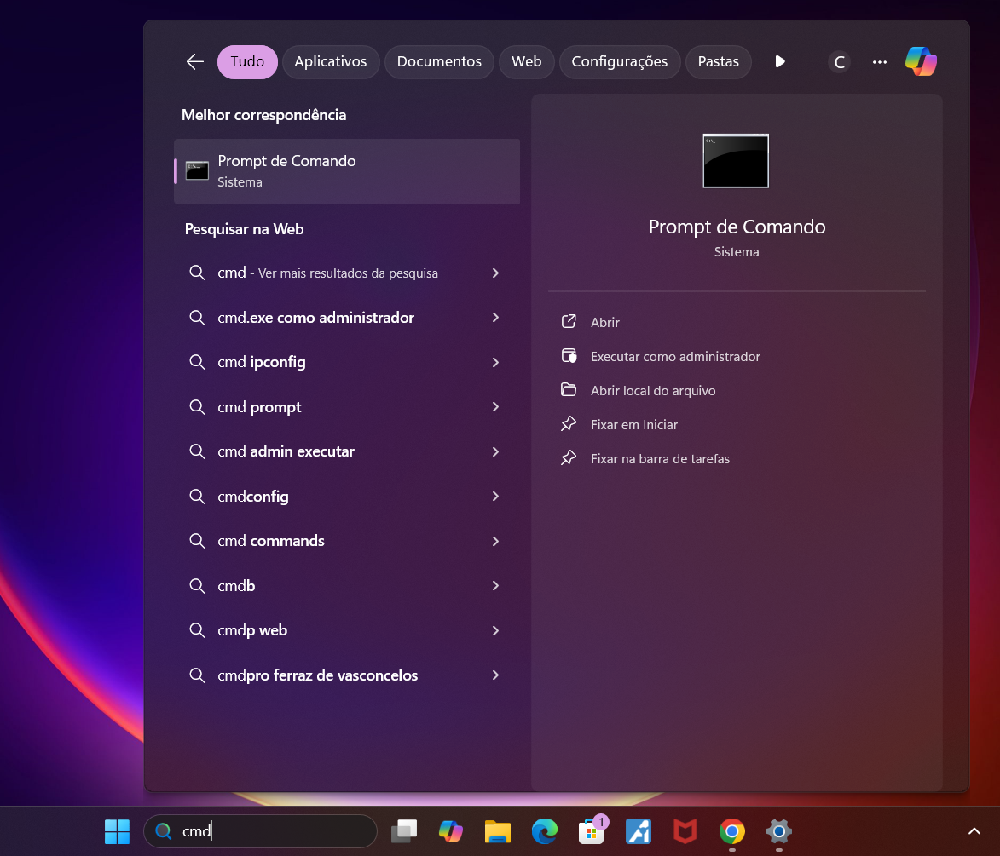 Tudo
Aplicativos
Documentos
Web
Configurações
Pastas
C
Melhor correspondência
Prompt de Comando
Sistema
Pesquisar na Web
cmd - Ver mais resultados da pesquisa
cmd.exe como administrador
cmd ipconfig
cmd prompt
cmd admin executar
cmdconfig
cmd commands
cmdb
cmdp web
cmdpro ferraz de vasconcelos
Prompt de Comando
Sistema
Abrir
Executar como administrador
Abrir local do arquivo
Fixar em Iniciar
Fixar na barra de tarefas
cmd
1